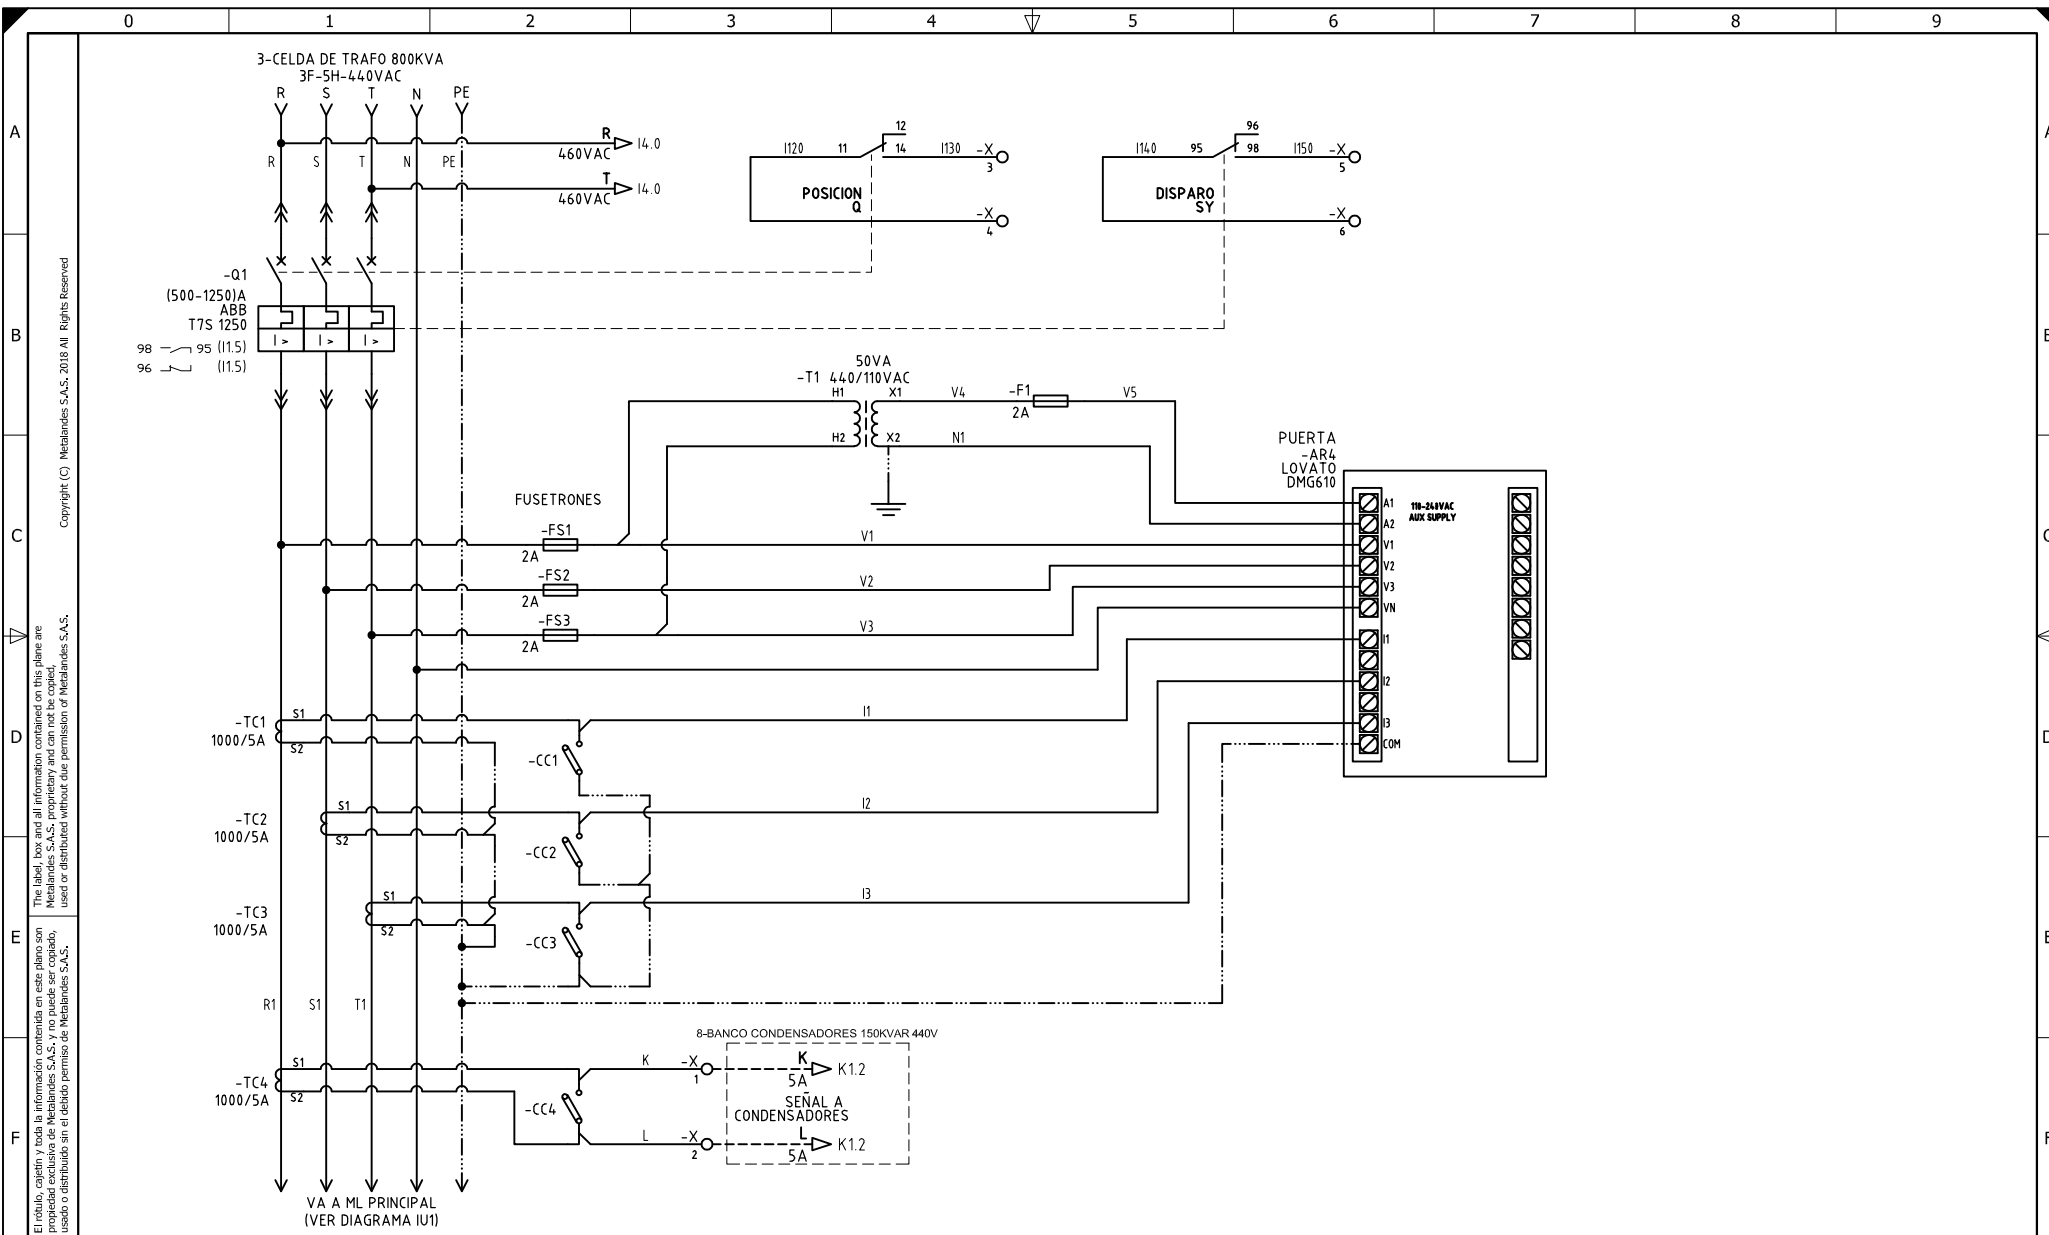 0 1 2 3 4 5 6 7 8 9
3-CELDA DE TRAFO 800KVA
3F-5H-440VAC
R S T N PE
A
R
460VAC
I4.0
R S T N PE
T
460VAC
I4.0
I120 11 12 14 I130 -X 3
POSICION
Q
-X 4
I140 95 96 98 I150 -X 5
DISPARO
SY
-X 6
-Q1
(500-1250)A
ABB
T7S 1250
B
I > I > I >
98 95 (I1.5)
96 (I1.5)
50VA
-T1 440/110VAC
H1 X1 V4 -F1 V5
2A
H2 X2 N1
PUERTA
-AR4
LOVATO
DMG610
C
FUSETRONES
-FS1
2A
V1
-FS2
2A
V2
-FS3
2A
V3
A1
110-240VAC
AUX SUPPLY
A2
V1
V2
V3
VN
I1
I2
I3
COM
D
-TC1
1000/5A
S1
S2
-CC1
I1
-TC2
1000/5A
S1
S2
-CC2
I2
E
-TC3
1000/5A
S1
S2
-CC3
I3
R1 S1 T1
8-BANCO CONDENSADORES 150KVAR 440V
F
-TC4
1000/5A
S1
S2
-CC4
K -X 1
K
5A
K1.2
SEÑAL A
CONDENSADORES
L -X 2
L
5A
K1.2
VA A ML PRINCIPAL
(VER DIAGRAMA IU1)
Copyright (C) Metalandes S.A.S. 2018 All Rights Reserved
The label, box and all information contained on this plane are
Metalandes S.A.S. proprietary and can not be copied,
used or distributed without due permission of Metalandes S.A.S.
El rótulo, cajetín y toda la información contenida en este plano son
propiedad exclusiva de Metalandes S.A.S. y no puede ser copiado,
usado o distribuido sin el debido permiso de Metalandes S.A.S.